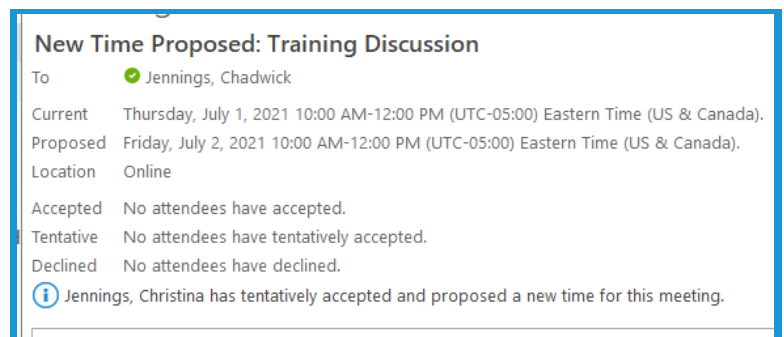 New Time Proposed: Training Discussion
To Jennings, Chadwick
Current Thursday, July 1, 2021 10:00 AM-12:00 PM (UTC-05:00) Eastern Time (US & Canada).
Proposed Friday, July 2, 2021 10:00 AM-12:00 PM (UTC-05:00) Eastern Time (US & Canada).
Location Online
Accepted No attendees have accepted.
Tentative No attendees have tentatively accepted.
Declined No attendees have declined.
Jennings, Christina has tentatively accepted and proposed a new time for this meeting.